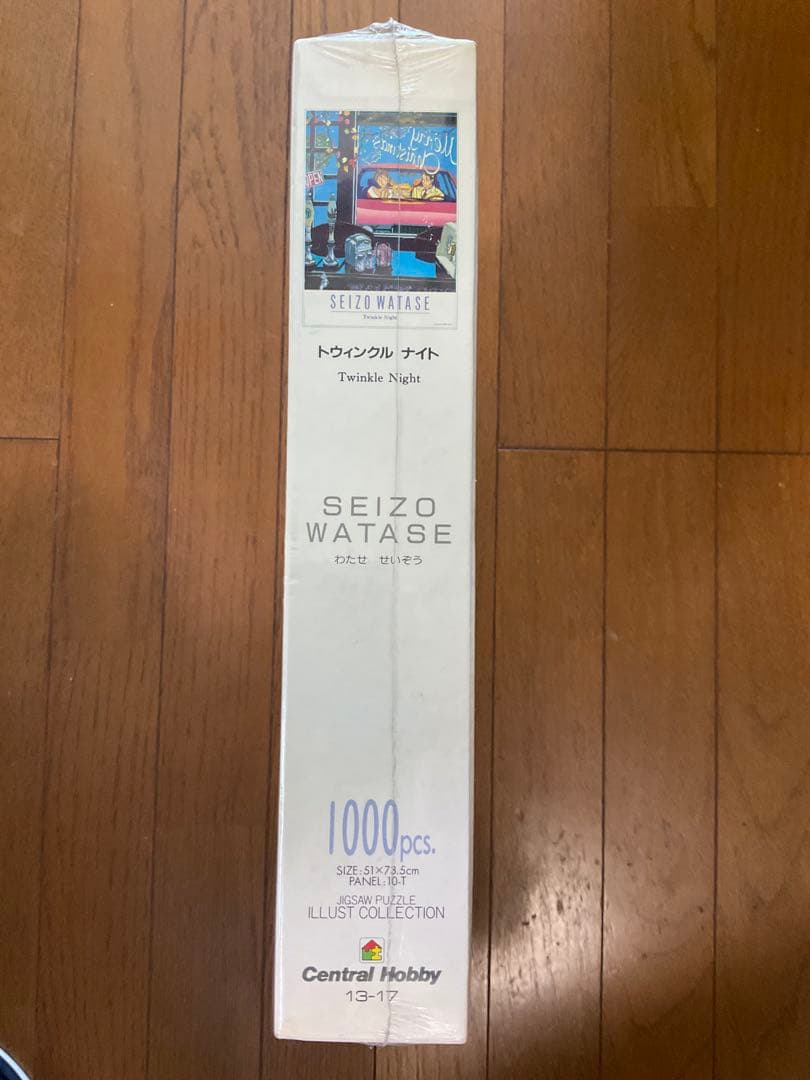 Merry
Christmas
SEIZO WATASE
Twinkle Night
トウィンクル ナイト
Twinkle Night
SEIZO
WATASE
わたせ せいぞう
1000pcs.
SIZE:51×73.5cm
PANEL:10-T
JIGSAW PUZZLE
ILLUST COLLECTION
Central Hobby
13-17